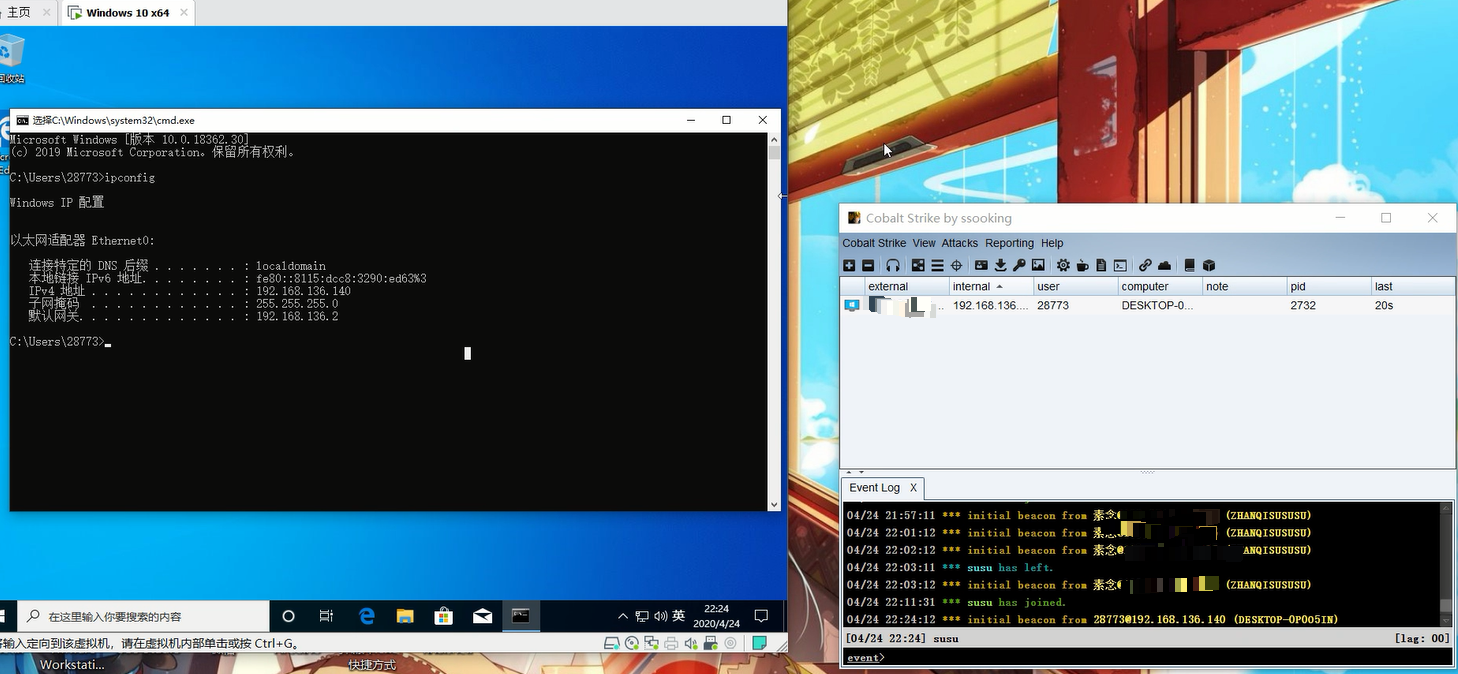 主页
Windows 10 x64
回收站
选择C:\Windows\system32\cmd.exe
Microsoft Windows [版本 10.0.18362.30]
(c) 2019 Microsoft Corporation。保留所有权利。
C:\Users\28773>ipconfig
Windows IP 配置
以太网适配器 Ethernet0:
连接特定的 DNS 后缀 . . . . . . . : localdomain
本地链接 IPv6 地址. . . . . . . . : fe80::8115:dcc8:3290:ed63%3
IPv4 地址 . . . . . . . . . . . . : 192.168.136.140
子网掩码 . . . . . . . . . . . . : 255.255.255.0
默认网关. . . . . . . . . . . . . : 192.168.136.2
C:\Users\28773>
在这里输入你要搜索的内容
英
22:24
2020/4/24
将输入定向到该虚拟机，请在虚拟机内部单击或按 Ctrl+G。
Workstati...
快捷方式
Cobalt Strike by ssooking
Cobalt Strike View Attacks Reporting Help
external internal user computer note pid last
192.168.136.... 28773 DESKTOP-0... 2732 20s
Event Log X
04/24 21:57:11 *** initial beacon from 素念@ (ZHANQISUSUSU)
04/24 22:01:12 *** initial beacon from 素念 (ZHANQISUSUSU)
04/24 22:02:12 *** initial beacon from 素念@ ANQISUSUSU)
04/24 22:03:11 *** susu has left.
04/24 22:03:12 *** initial beacon from 素念@ (ZHANQISUSUSU)
04/24 22:11:31 *** susu has joined.
04/24 22:24:12 *** initial beacon from 28773@192.168.136.140 (DESKTOP-0PO05IN)
[04/24 22:24] susu [lag: 00]
event>